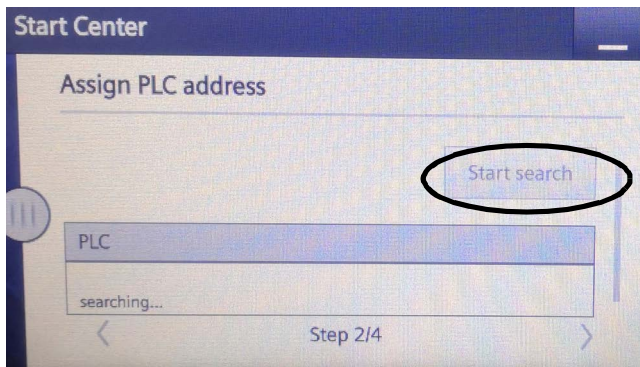 Start Center
Assign PLC address
Start search
PLC
searching...
Step 2/4